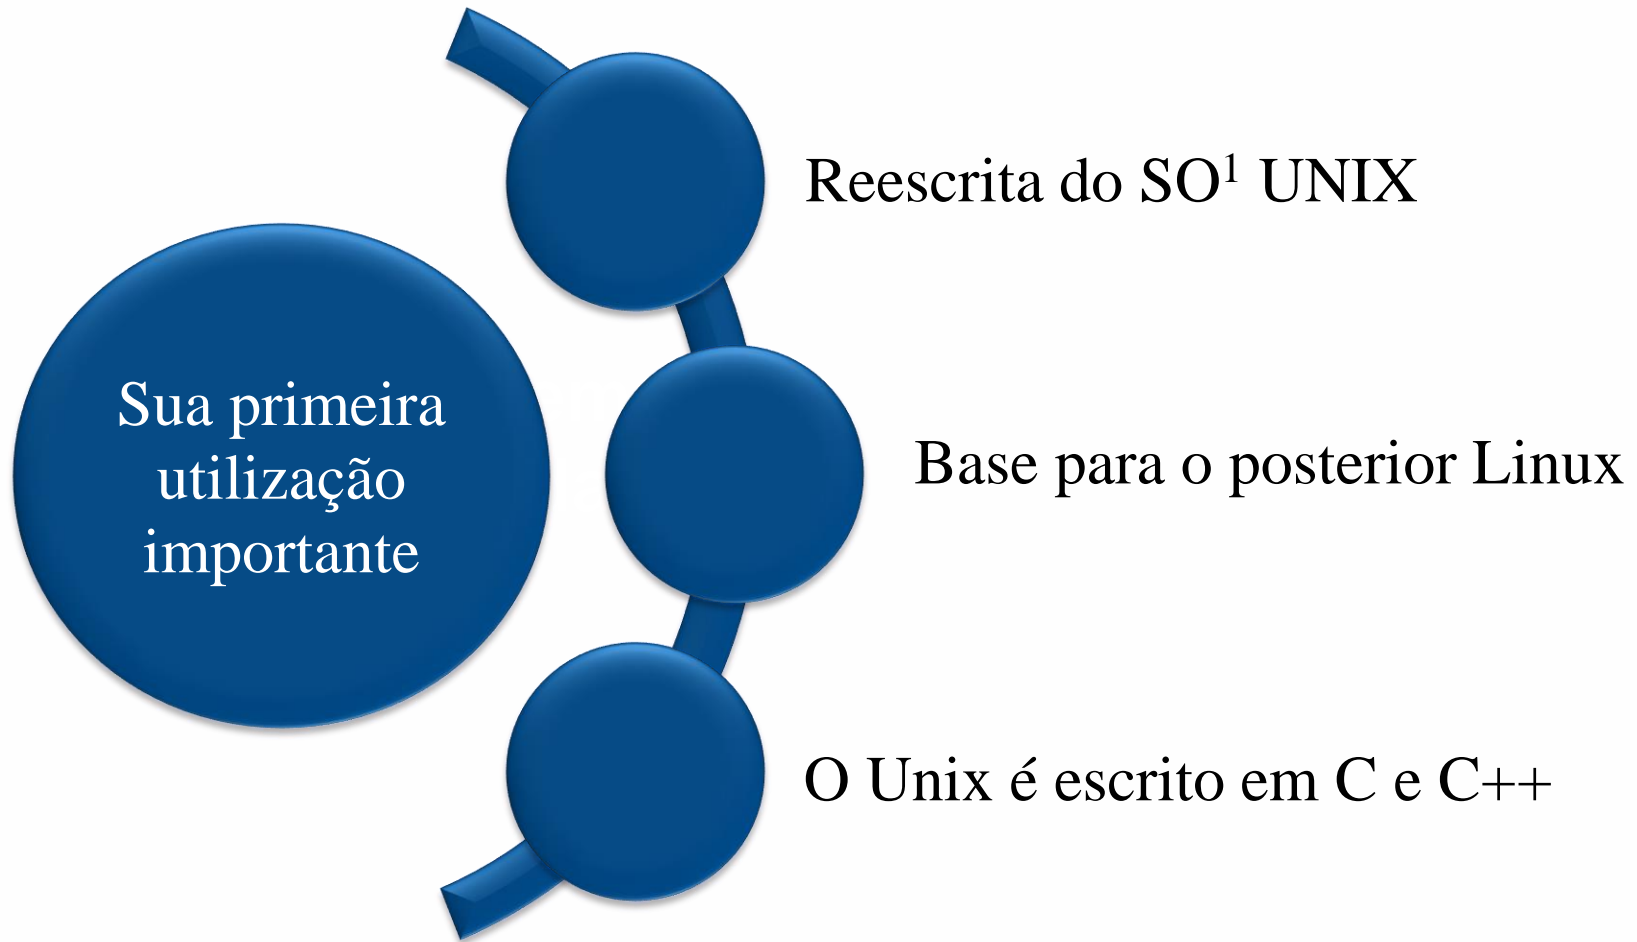 Sua primeira
utilização
importante
Reescrita do SO¹ UNIX
Base para o posterior Linux
O Unix é escrito em C e C++